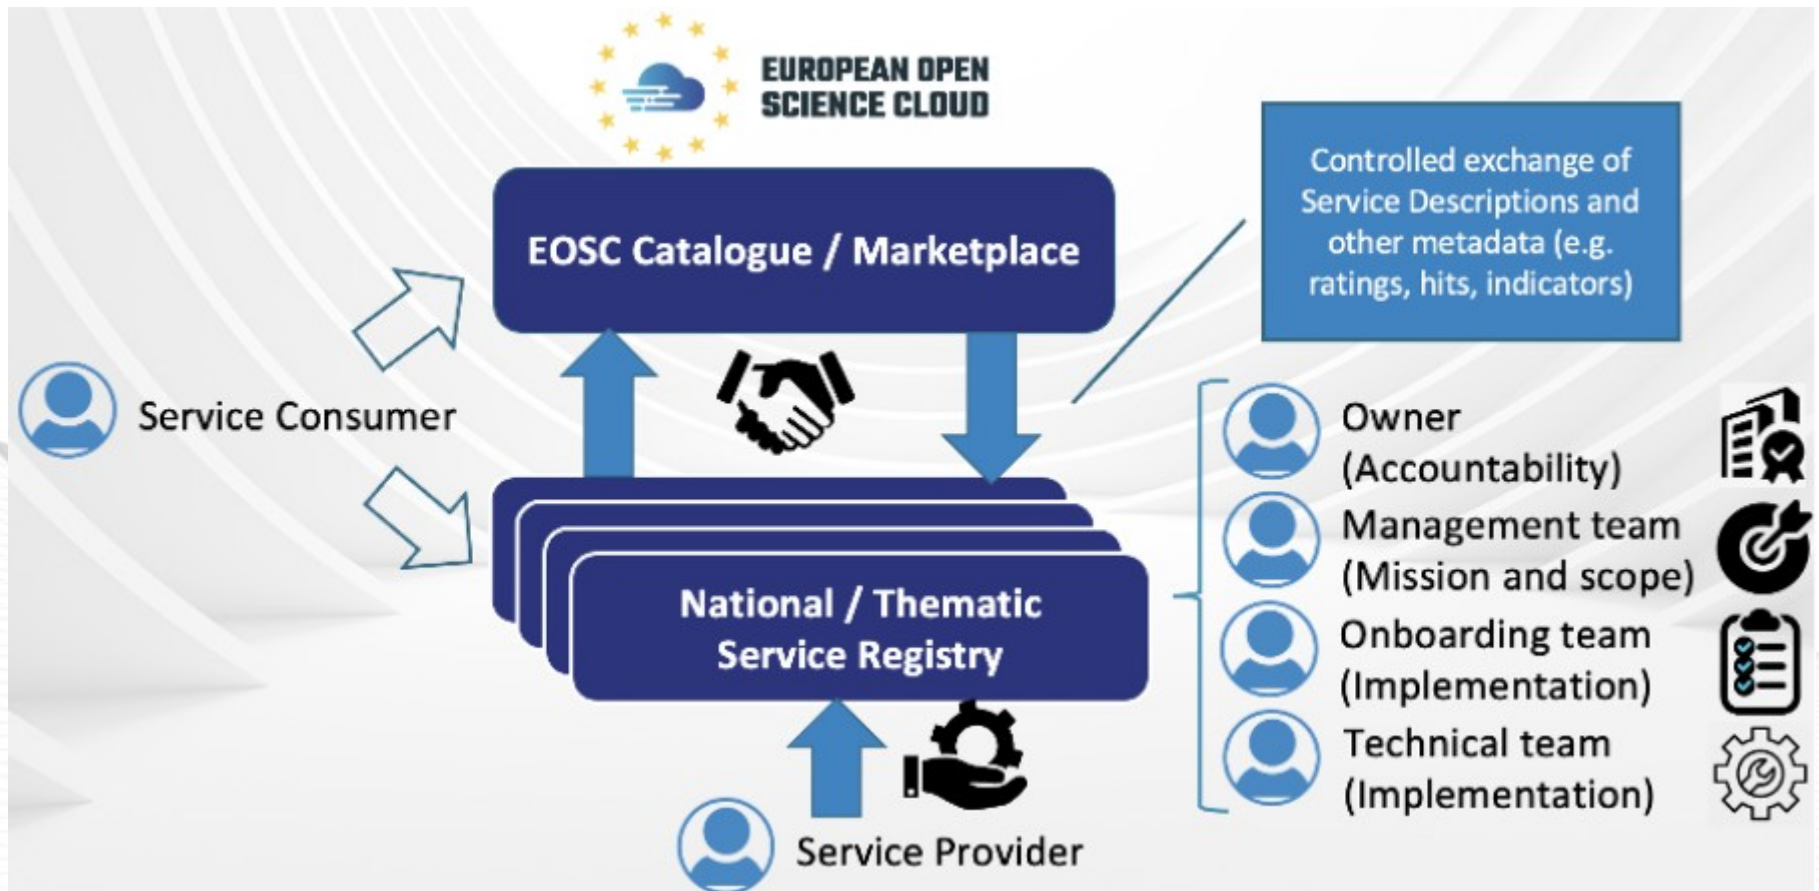 EUROPEAN OPEN
SCIENCE CLOUD
EOSC Catalogue / Marketplace
Controlled exchange of
Service Descriptions and
other metadata (e.g.
ratings, hits, indicators)
Service Consumer
National / Thematic
Service Registry
Owner
(Accountability)
Management team
(Mission and scope)
Onboarding team
(Implementation)
Technical team
(Implementation)
Service Provider